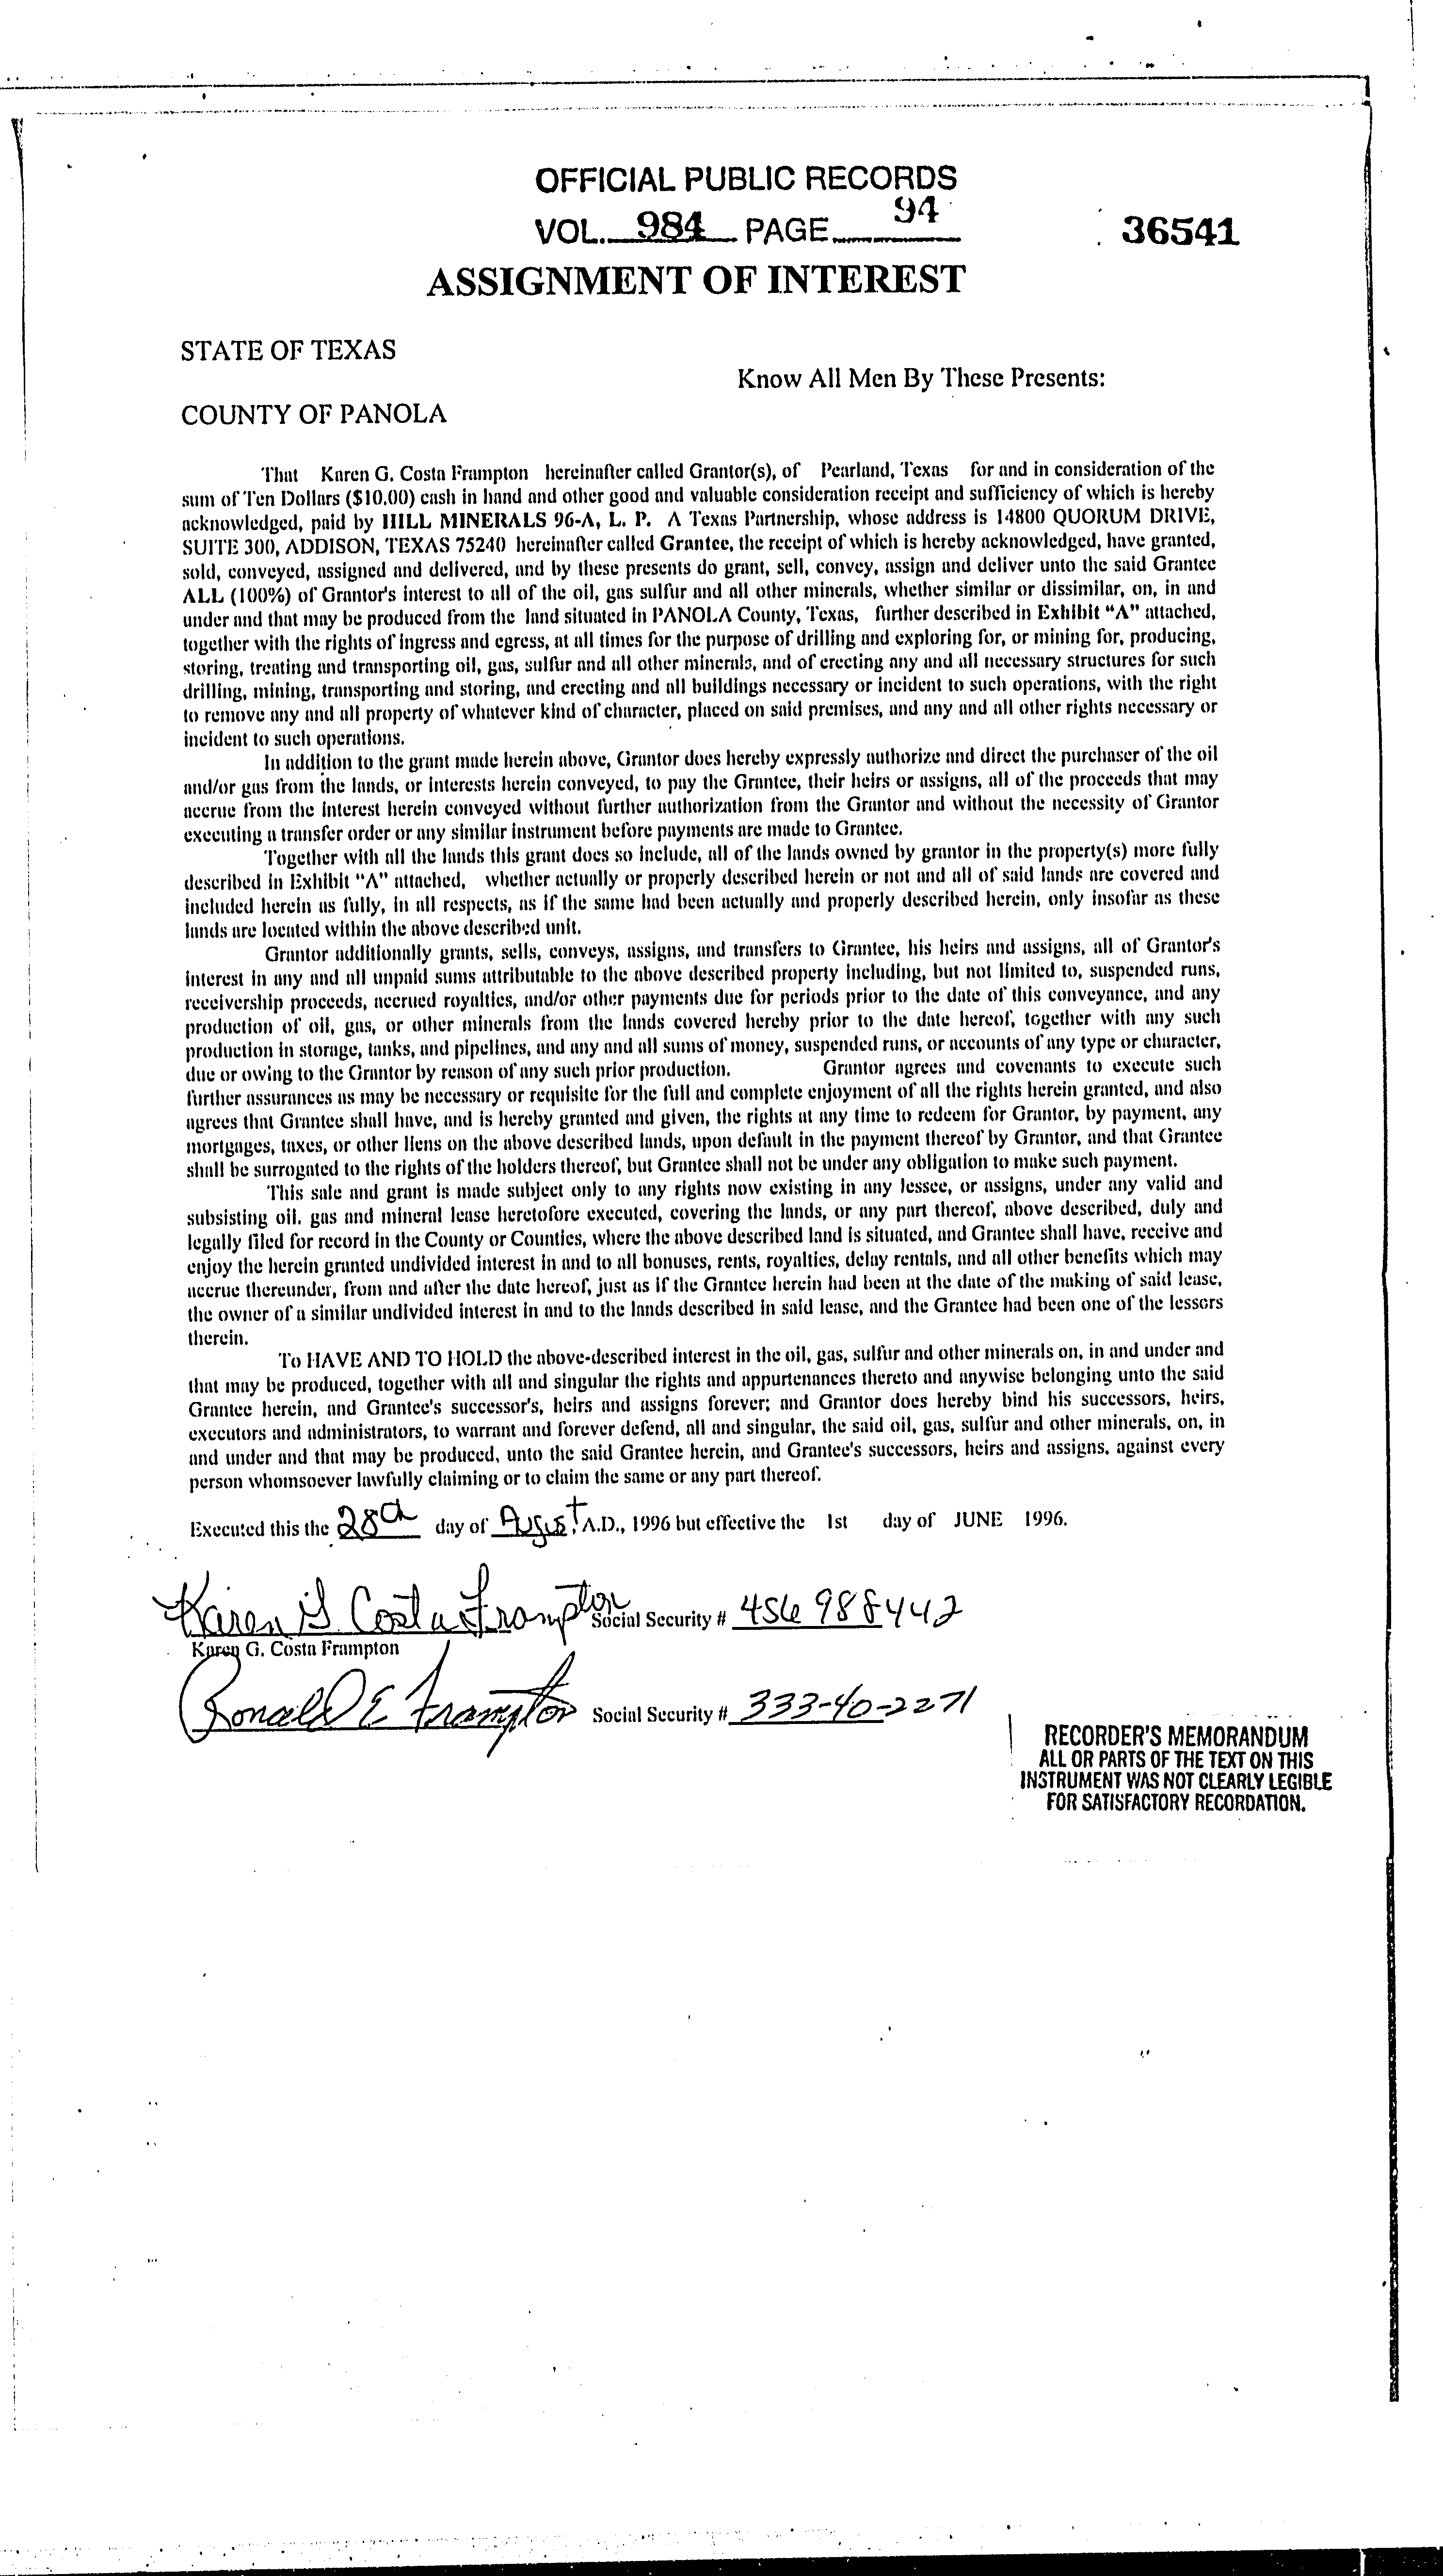 OFFICIAL PUBLIC RECORDS
VOL. 984 PAGE 94
36541
ASSIGNMENT OF INTEREST
STATE OF TEXAS
Know All Men By These Presents:
COUNTY OF PANOLA
That Karen G. Costa Frampton hereinafter called Grantor(s), of Pearland, Texas for and in consideration of the
sum of Ten Dollars ($10.00) cash in hand and other good and valuable consideration receipt and sufficiency of which is hereby
acknowledged, paid by HILL MINERALS 96-A, L. P. A Texas Partnership, whose address is 14800 QUORUM DRIVE,
SUITE 300, ADDISON, TEXAS 75240 hereinafter called Grantee, the receipt of which is hereby acknowledged, have granted,
sold, conveyed, assigned and delivered, and by these presents do grant, sell, convey, assign and deliver unto the said Grantee
ALL (100%) of Grantor's interest to all of the oil, gas sulfur and all other minerals, whether similar or dissimilar, on, in and
under and that may be produced from the land situated in PANOLA County, Texas, further described in Exhibit "A" attached,
together with the rights of ingress and egress, at all times for the purpose of drilling and exploring for, or mining for, producing,
storing, treating and transporting oil, gas, sulfur and all other minerals, and of erecting any and all necessary structures for such
drilling, mining, transporting and storing, and erecting and all buildings necessary or incident to such operations, with the right
to remove any and all property of whatever kind of character, placed on said premises, and any and all other rights necessary or
incident to such operations.
In addition to the grant made herein above, Grantor does hereby expressly authorize and direct the purchaser of the oil
and/or gas from the lands, or interests herein conveyed, to pay the Grantee, their heirs or assigns, all of the proceeds that may
accrue from the interest herein conveyed without further authorization from the Grantor and without the necessity of Grantor
executing a transfer order or any similar instrument before payments are made to Grantee.
Together with all the lands this grant does so include, all of the lands owned by grantor in the property(s) more fully
described in Exhibit "A" attached, whether actually or properly described herein or not and all of said lands are covered and
included herein as fully, in all respects, as if the same had been actually and properly described herein, only insofar as these
lands are located within the above described unit.
Grantor additionally grants, sells, conveys, assigns, and transfers to Grantee, his heirs and assigns, all of Grantor's
interest in any and all unpaid sums attributable to the above described property including, but not limited to, suspended runs,
receivership proceeds, accrued royalties, and/or other payments due for periods prior to the date of this conveyance, and any
production of oil, gas, or other minerals from the lands covered hereby prior to the date hereof, together with any such
production in storage, tanks, and pipelines, and any and all sums of money, suspended runs, or accounts of any type or character,
due or owing to the Grantor by reason of any such prior production. Grantor agrees and covenants to execute such
further assurances as may be necessary or requisite for the full and complete enjoyment of all the rights herein granted, and also
agrees that Grantee shall have, and is hereby granted and given, the rights at any time to redeem for Grantor, by payment, any
mortgages, taxes, or other liens on the above described lands, upon default in the payment thereof by Grantor, and that Grantee
shall be surrogated to the rights of the holders thereof, but Grantee shall not be under any obligation to make such payment.
This sale and grant is made subject only to any rights now existing in any lessee, or assigns, under any valid and
subsisting oil. gas and mineral lease heretofore executed, covering the lands, or any part thereof, above described, duly and
legally filed for record in the County or Counties, where the above described land is situated, and Grantee shall have, receive and
enjoy the herein granted undivided interest in and to all bonuses, rents, royalties, delay rentals, and all other benefits which may
accrue thereunder, from and after the date hereof, just as if the Grantee herein had been at the date of the making of said lease,
the owner of a similar undivided interest in and to the lands described in said lease, and the Grantee had been one of the lessors
therein.
To HAVE AND TO HOLD the above-described interest in the oil, gas, sulfur and other minerals on, in and under and
that may be produced, together with all and singular the rights and appurtenances thereto and anywise belonging unto the said
Grantee herein, and Grantee's successor's, heirs and assigns forever; and Grantor does hereby bind his successors, heirs,
executors and administrators, to warrant and forever defend, all and singular, the said oil, gas, sulfur and other minerals, on, in
and under and that may be produced, unto the said Grantee herein, and Grantee's successors, heirs and assigns, against every
person whomsoever lawfully claiming or to claim the same or any part thereof.
Executed this the 28th day of August, A.D., 1996 but effective the 1st day of JUNE 1996.
Karen G. Costa Frampton Social Security # 456 98 8442
Karen G. Costa Frampton
Ronald E Frampton Social Security # 333-40-2271
RECORDER'S MEMORANDUM
ALL OR PARTS OF THE TEXT ON THIS
INSTRUMENT WAS NOT CLEARLY LEGIBLE
FOR SATISFACTORY RECORDATION.